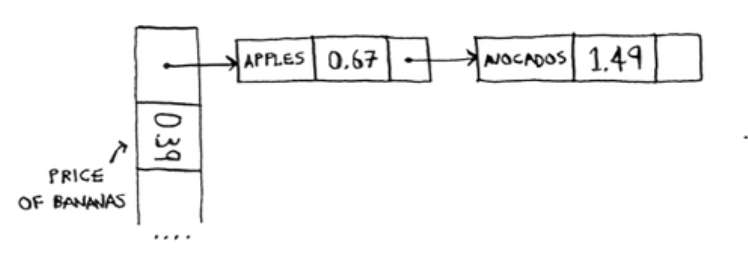 APPLES 0.67 AVOCADOS 1.49
0.39
PRICE
OF BANANAS
....